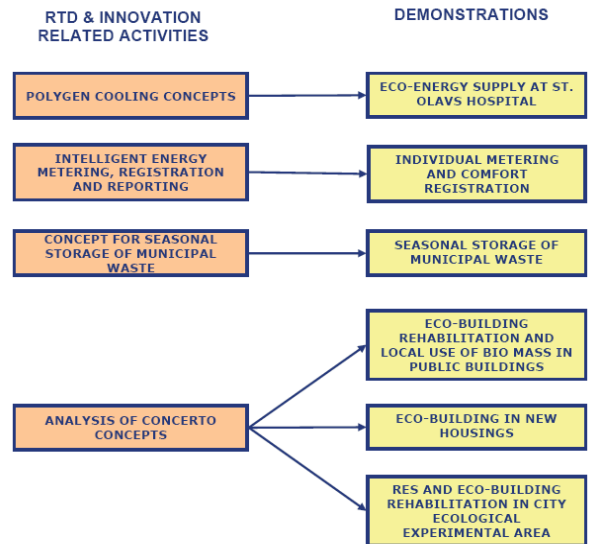 RTD & INNOVATION
RELATED ACTIVITIES
DEMONSTRATIONS
POLYGEN COOLING CONCEPTS
ECO-ENERGY SUPPLY AT ST.
OLAVS HOSPITAL
INTELLIGENT ENERGY
METERING, REGISTRATION
AND REPORTING
INDIVIDUAL METERING
AND COMFORT
REGISTRATION
CONCEPT FOR SEASONAL
STORAGE OF MUNICIPAL
WASTE
SEASONAL STORAGE OF
MUNICIPAL WASTE
ANALYSIS OF CONCERTO
CONCEPTS
ECO-BUILDING
REHABILITATION AND
LOCAL USE OF BIO MASS IN
PUBLIC BUILDINGS
ECO-BUILDING IN NEW
HOUSINGS
RES AND ECO-BUILDING
REHABILITATION IN CITY
ECOLOGICAL
EXPERIMENTAL AREA